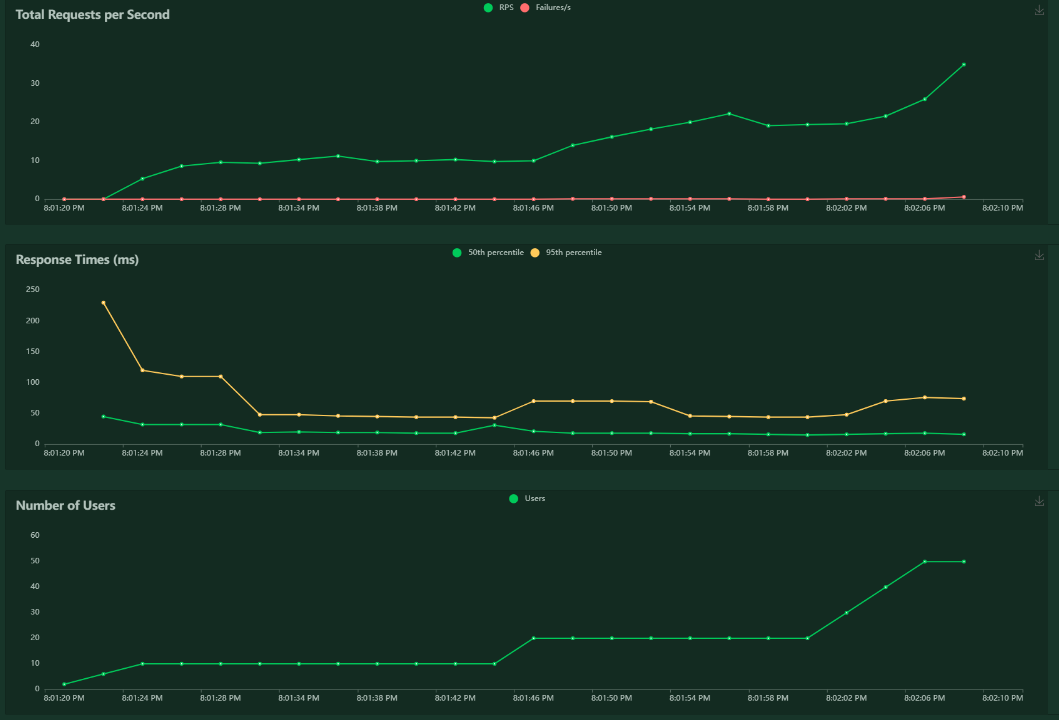 Total Requests per Second
RPS Failures/s
40
30
20
10
0
8:01:20 PM 8:01:24 PM 8:01:28 PM 8:01:34 PM 8:01:38 PM 8:01:42 PM 8:01:46 PM 8:01:50 PM 8:01:54 PM 8:01:58 PM 8:02:02 PM 8:02:06 PM 8:02:10 PM
Response Times (ms)
50th percentile 95th percentile
250
200
150
100
50
0
8:01:20 PM 8:01:24 PM 8:01:28 PM 8:01:34 PM 8:01:38 PM 8:01:42 PM 8:01:46 PM 8:01:50 PM 8:01:54 PM 8:01:58 PM 8:02:02 PM 8:02:06 PM 8:02:10 PM
Number of Users
Users
60
50
40
30
20
10
0
8:01:20 PM 8:01:24 PM 8:01:28 PM 8:01:34 PM 8:01:38 PM 8:01:42 PM 8:01:46 PM 8:01:50 PM 8:01:54 PM 8:01:58 PM 8:02:02 PM 8:02:06 PM 8:02:10 PM